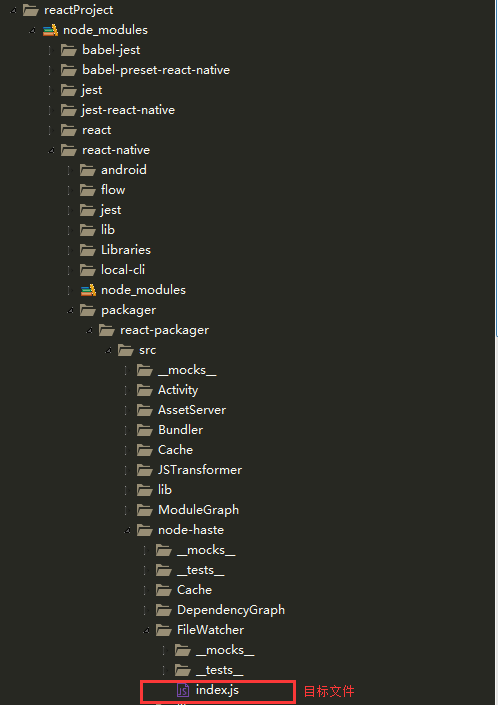 reactProject
node_modules
babel-jest
babel-preset-react-native
jest
jest-react-native
react
react-native
android
flow
jest
lib
Libraries
local-cli
node_modules
packager
react-packager
src
__mocks__
Activity
AssetServer
Bundler
Cache
JSTransformer
lib
ModuleGraph
node-haste
__mocks__
__tests__
Cache
DependencyGraph
FileWatcher
__mocks__
__tests__
JS index.js 目标文件